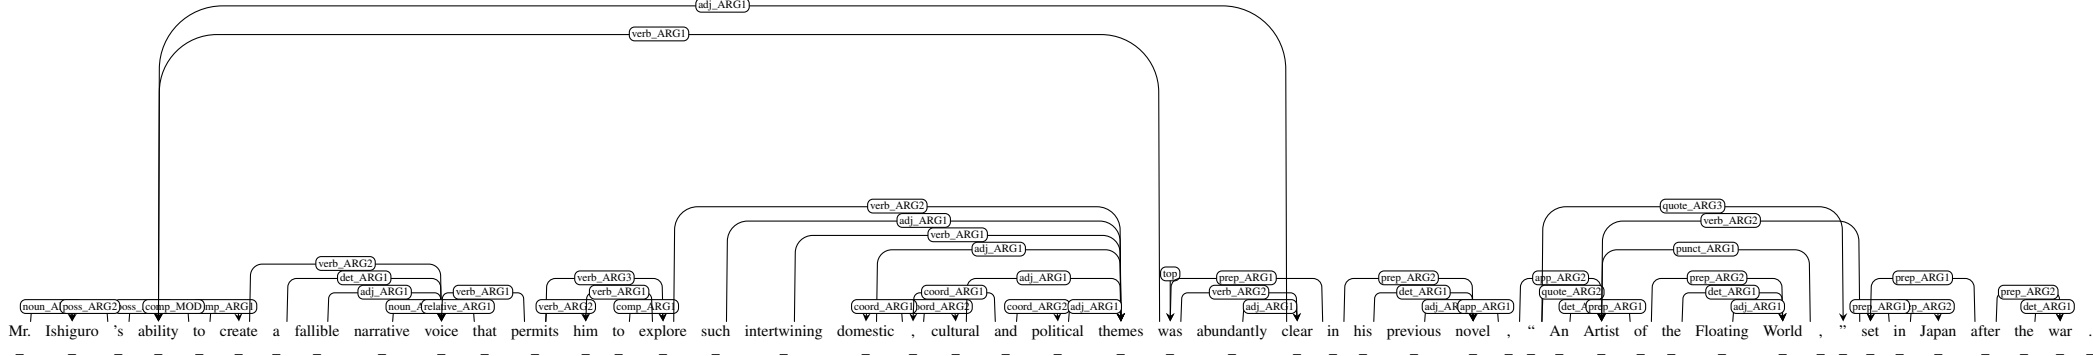 adj_ARG1
verb_ARG1
verb_ARG2 quote_ARG3
adj_ARG1 verb_ARG2
verb_ARG1
adj_ARG1 punct_ARG1
verb_ARG2 top
det_ARG1 verb_ARG3 adj_ARG1 prep_ARG1 prep_ARG2 app_ARG2 prep_ARG2 prep_ARG1
adj_ARG1 verb_ARG1 verb_ARG1 coord_ARG1 verb_ARG2 det_ARG1 quote_ARG2 det_ARG1 prep_ARG2
poss_ARG2 comp_MOD relative_ARG1 verb_ARG2 comp_ARG1 coord_ARG1 coord_ARG2 adj_ARG1 adj_ARG1 app_ARG1 prep_ARG1 adj_ARG1 prep_ARG1 det_ARG1
Mr. Ishiguro 's ability to create a fallible narrative voice that permits him to explore such intertwining domestic , cultural and political themes was abundantly clear in his previous novel , “ An Artist of the Floating World , ” set in Japan after the war .
_ _ _ _ _ _ _ _ _ _ _ _ _ _ _ _ _ _ _ _ _ _ _ _ _ _ _ _ _ _ _ _ _ _ _ _ _ _ _ _ _ _ _ _ _ _ _ _